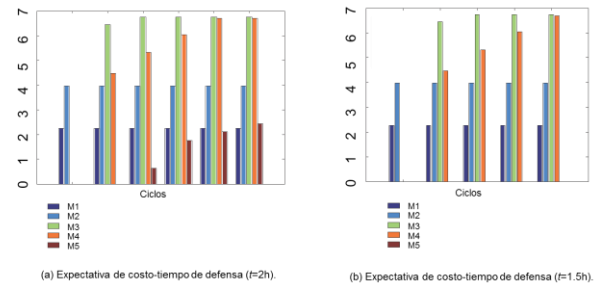 7
6
5
4
3
2
1
0
Ciclos
M1
M2
M3
M4
M5
(a) Expectativa de costo-tiempo de defensa (t=2h).
7
6
5
4
3
2
1
0
Ciclos
M1
M2
M3
M4
M5
(b) Expectativa de costo-tiempo de defensa (t=1.5h).